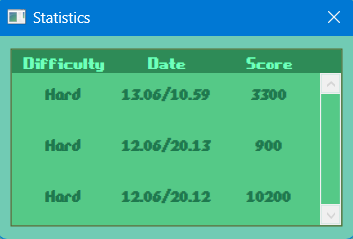 Statistics
Difficulty Date Score
Hard 13.06/10.59 3300
Hard 12.06/20.13 900
Hard 12.06/20.12 10200